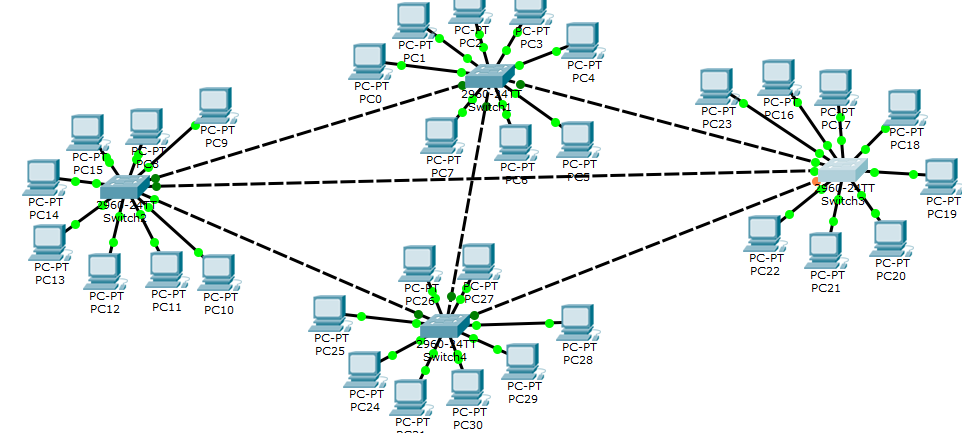 PC-PT
PC1
PC-PT
PC2
PC-PT
PC3
PC-PT
PC4
PC-PT
PC0
2960-24TT
Switch1
PC-PT
PC7
PC-PT
PC6
PC-PT
PC5
PC-PT
PC23
PC-PT
PC16
PC-PT
PC17
PC-PT
PC18
2960-24TT
Switch3
PC-PT
PC19
PC-PT
PC22
PC-PT
PC21
PC-PT
PC20
PC-PT
PC9
PC-PT
PC8
PC-PT
PC15
PC-PT
PC14
2960-24TT
Switch2
PC-PT
PC13
PC-PT
PC12
PC-PT
PC11
PC-PT
PC10
PC-PT
PC26
PC-PT
PC27
PC-PT
PC25
2960-24TT
Switch4
PC-PT
PC28
PC-PT
PC24
PC-PT
PC29
PC-PT
PC-PT
PC30